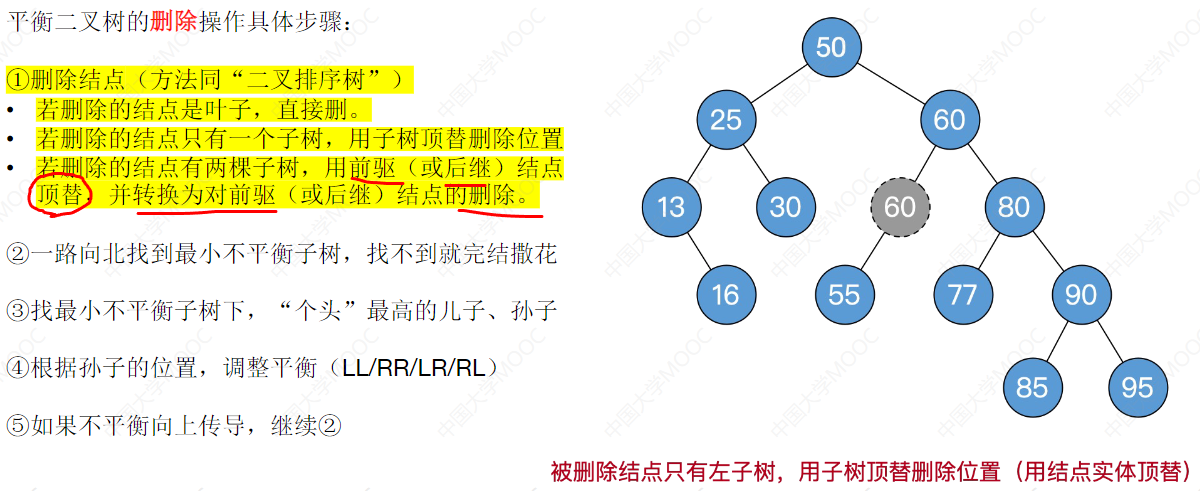 平衡二叉树的删除操作具体步骤：
①删除结点（方法同“二叉排序树”）
• 若删除的结点是叶子，直接删。
• 若删除的结点只有一个子树，用子树顶替删除位置
• 若删除的结点有两棵子树，用前驱（或后继）结点
顶替，并转换为对前驱（或后继）结点的删除。
②一路向北找到最小不平衡子树，找不到就完结撒花
③找最小不平衡子树下，“个头”最高的儿子、孙子
④根据孙子的位置，调整平衡（LL/RR/LR/RL）
⑤如果不平衡向上传导，继续②
50
25 60
13 30 60 80
16 55 77 90
85 95
被删除结点只有左子树，用子树顶替删除位置（用结点实体顶替）
中国大学MOOC